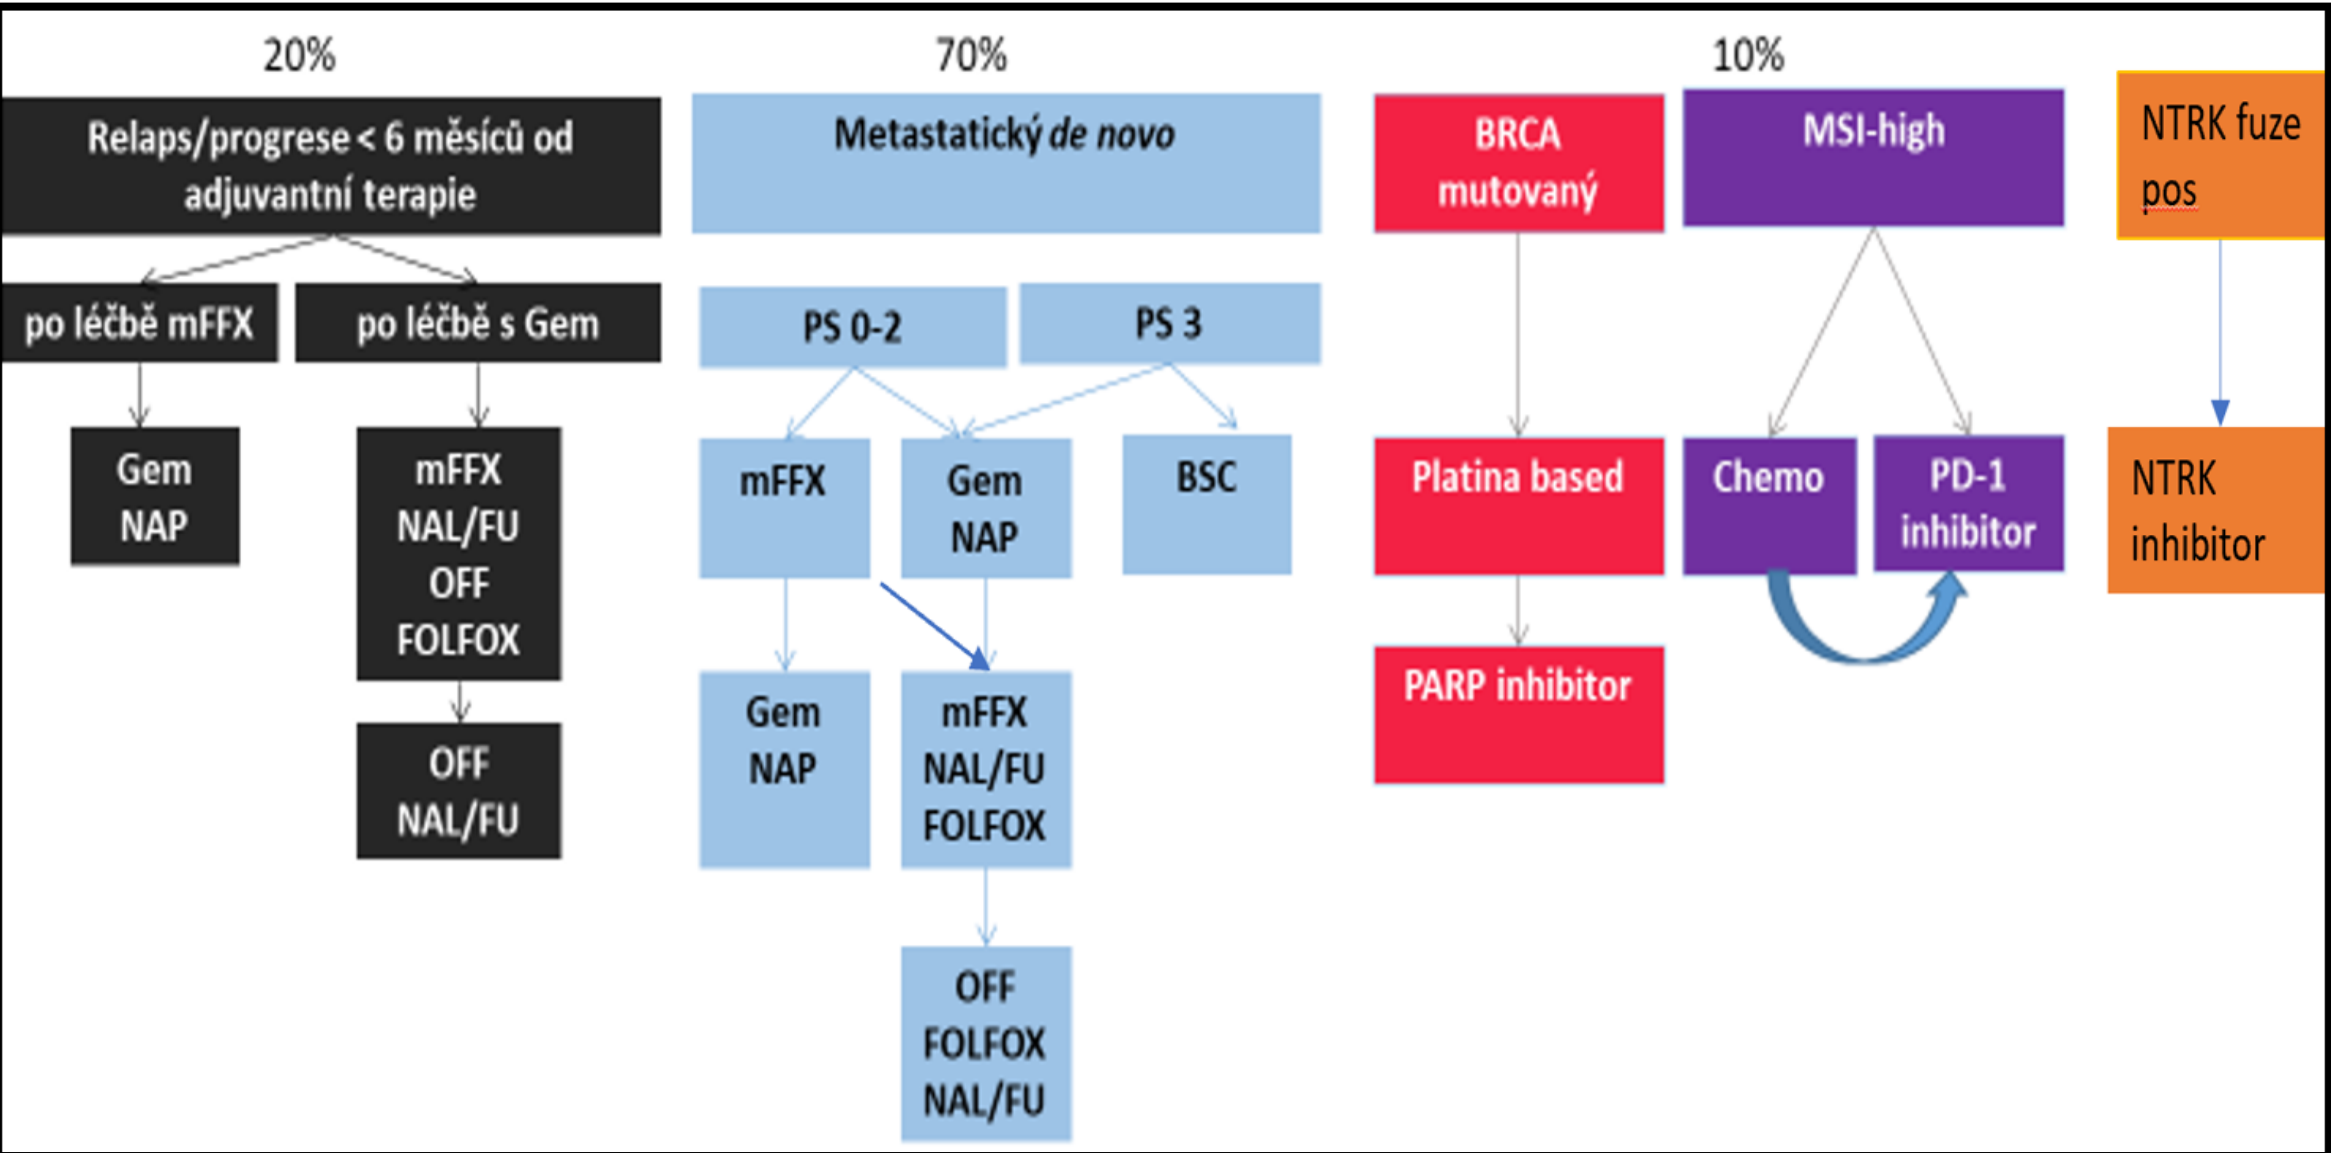 20%
70%
10%
Relaps/progrese < 6 měsíců od
adjuvantní terapie
po léčbě mFFX
po léčbě s Gem
Gem
NAP
mFFX
NAL/FU
OFF
FOLFOX
OFF
NAL/FU
Metastatický de novo
PS 0-2
PS 3
mFFX
Gem
NAP
BSC
Gem
NAP
mFFX
NAL/FU
FOLFOX
OFF
FOLFOX
NAL/FU
BRCA
mutovaný
Platina based
PARP inhibitor
MSI-high
Chemo
PD-1
inhibitor
NTRK fuze
pos
NTRK
inhibitor